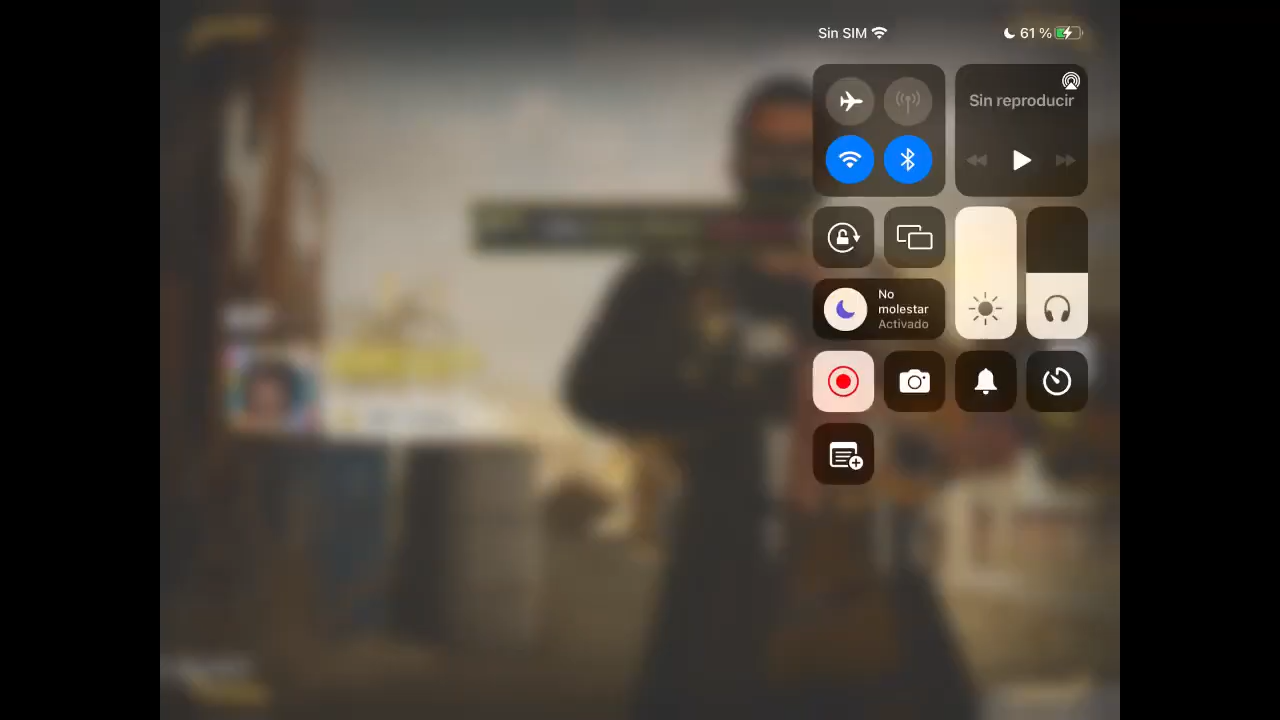 Sin SIM
61 %
Sin reproducir
No
molestar
Activado